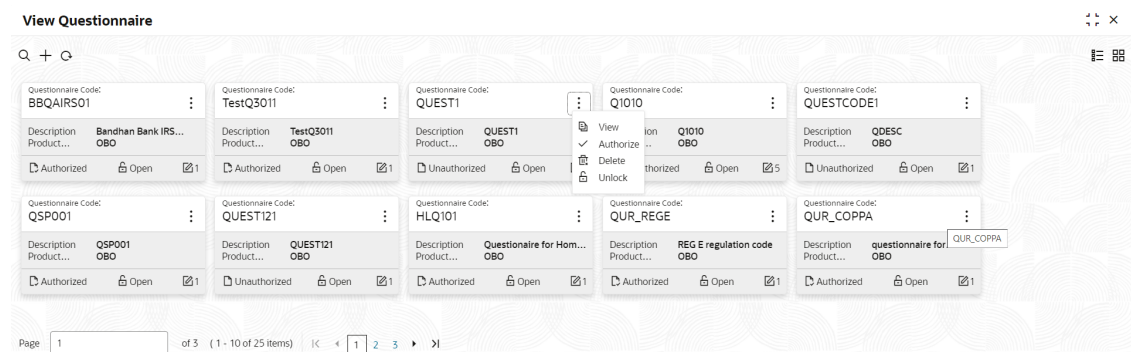 View Questionnaire
Questionnaire Code:
BBQAIRS01
Description Bandhan Bank IRS...
Product... OBO
Authorized Open 1
Questionnaire Code:
TestQ3011
Description TestQ3011
Product... OBO
Authorized Open 1
Questionnaire Code:
QUEST1
Description QUEST1
Product... OBO
Unauthorized Open
View
Authorize
Delete
Unlock
Questionnaire Code:
Q1010
ion Q1010
... OBO
thorized Open 5
Questionnaire Code:
QUESTCODE1
Description QDESC
Product... OBO
Unauthorized Open 1
Questionnaire Code:
QSP001
Description QSP001
Product... OBO
Authorized Open 1
Questionnaire Code:
QUEST121
Description QUEST121
Product... OBO
Unauthorized Open 1
Questionnaire Code:
HLQ101
Description Questionaire for Hom...
Product... OBO
Authorized Open 1
Questionnaire Code:
QUR_REGE
Description REG E regulation code
Product... OBO
Authorized Open 1
Questionnaire Code:
QUR_COPPA
Description questionnaire for
Product... OBO
Authorized Open 1
QUR_COPPA
Page 1 of 3 ( 1 - 10 of 25 items) 1 2 3